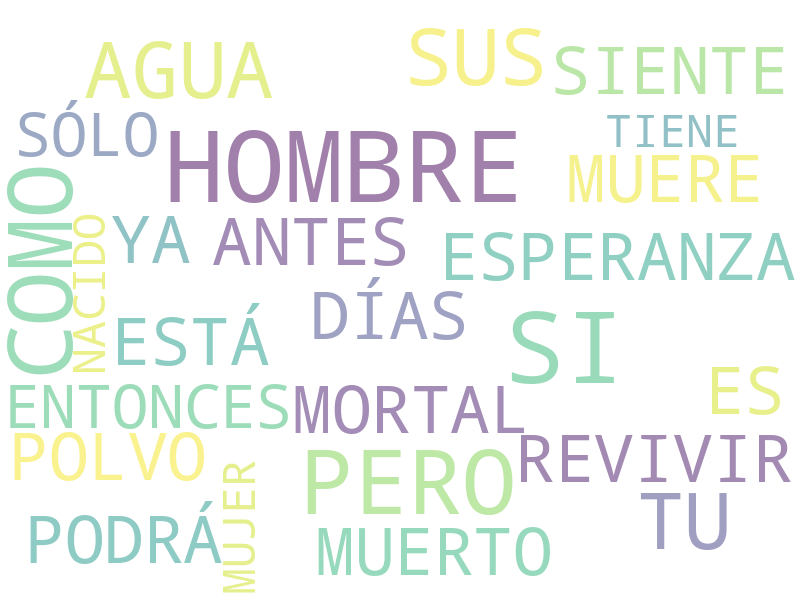 AGUA
SUS
SIENTE
SÓLO
TIENE
HOMBRE
MUERE
COMO
NACIDO
YA
ANTES
ESPERANZA
DÍAS
ESTÁ
SI
ES
ENTONCES
MORTAL
POLVO
PERO
REVIVIR
MUJER
TU
PODRÁ
MUERTO